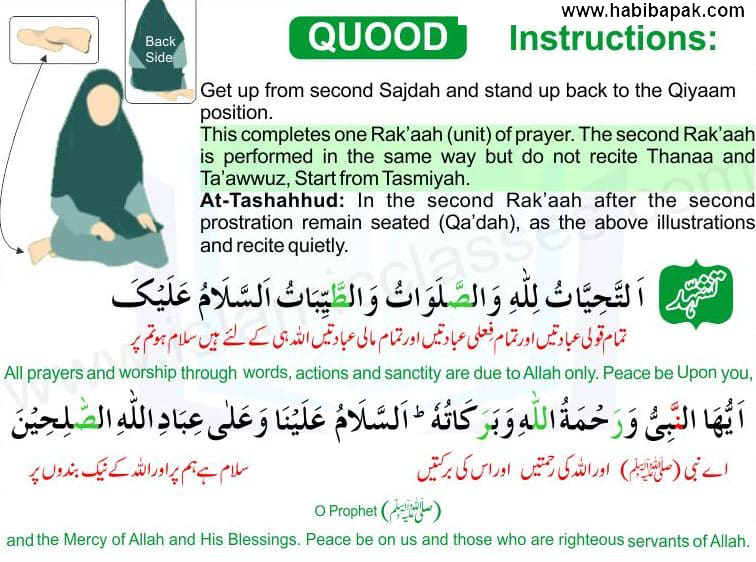 www.habibapak.com
Back
Side
QUOOD Instructions:
Get up from second Sajdah and stand up back to the Qiyaam
position.
This completes one Rak’aah (unit) of prayer. The second Rak’aah
is performed in the same way but do not recite Thanaa and
Ta’awwuz, Start from Tasmiyah.
At-Tashahhud: In the second Rak’aah after the second
prostration remain seated (Qa’dah), as the above illustrations
and recite quietly.
تشہّد
اَلتَّحِيَّاتُ لِلّٰهِ وَالصَّلَوَاتُ وَالطَّيِّبَاتُ اَلسَّلَامُ عَلَيْکَ
تمام قولی عبادتیں اور تمام فعلی عبادتیں اور تمام مالی عبادتیں اللہ ہی کے لئے ہیں سلام ہو تم پر
All prayers and worship through words, actions and sanctity are due to Allah only. Peace be Upon you,
اَيُّهَا النَّبِىُّ وَرَحْمَةُ اللّٰهِ وَبَرَكَاتُهٗ ؕ اَلسَّلَامُ عَلَيْنَا وَعَلٰى عِبَادِ اللّٰهِ الصّٰلِحِيْنَ
اے نبی (ﷺ) اور اللہ کی رحمتیں اور اس کی برکتیں سلام ہے ہم پر اور اللہ کے نیک بندوں پر
O Prophet (ﷺ)
and the Mercy of Allah and His Blessings. Peace be on us and those who are righteous servants of Allah.